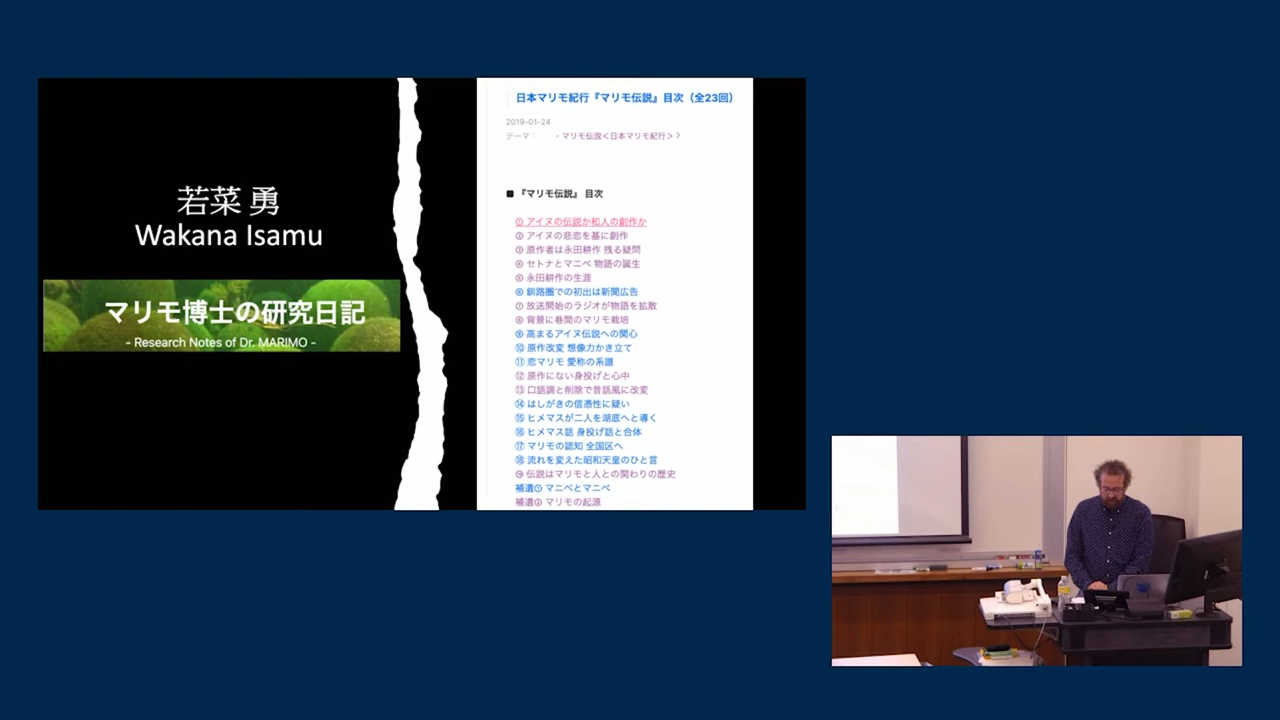 若菜 勇
Wakana Isamu
マリモ博士の研究日記
- Research Notes of Dr. MARIMO -
日本マリモ紀行『マリモ伝説』目次（全23回）
2019-01-24
テーマ： ・マリモ伝説＜日本マリモ紀行＞
■『マリモ伝説』 目次
① アイヌの伝説か和人の創作か
② アイヌの悲恋を基に創作
③ 原作者は永田耕作 残る疑問
④ セトナとマニベ 物語の誕生
⑤ 永田耕作の生涯
⑥ 釧路圏での初出は新聞広告
⑦ 放送開始のラジオが物語を拡散
⑧ 背景に巷間のマリモ栽培
⑨ 高まるアイヌ伝説への関心
⑩ 原作改変 想像力かき立て
⑪ 恋マリモ 愛称の系譜
⑫ 原作にない身投げと心中
⑬ 口語調と削除で昔話風に改変
⑭ はしがきの信憑性に疑い
⑮ ヒメマスが二人を湖底へと導く
⑯ ヒメマス話 身投げ話と合体
⑰ マリモの認知 全国区へ
⑱ 流れを変えた昭和天皇のひと言
⑲ 伝説はマリモと人との関わりの歴史
補遺① マニベとマニペ
補遺② マリモの起源